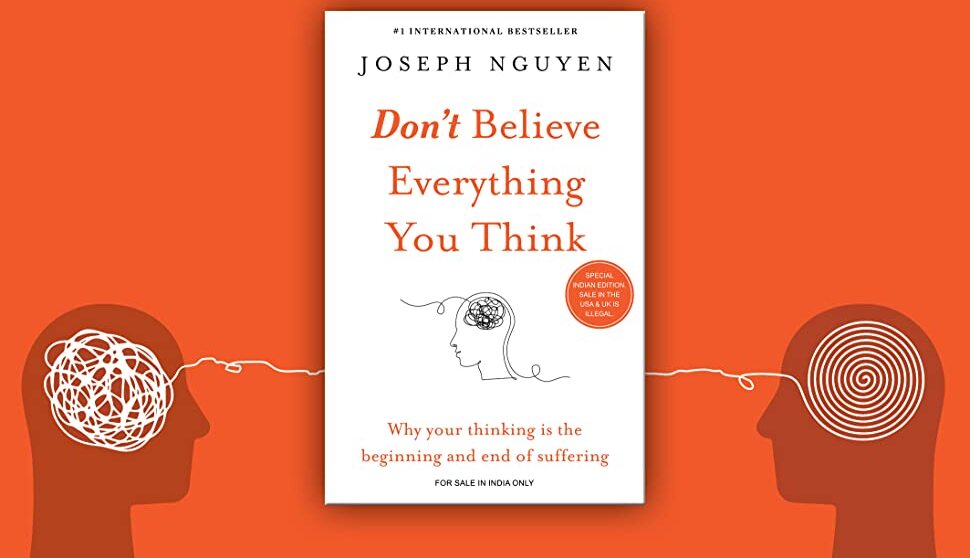 #1 INTERNATIONAL BESTSELLER
JOSEPH NGUYEN
Don't Believe
Everything
You Think
SPECIAL
INDIAN EDITION
SALE IN THE
USA & UK IS
ILLEGAL.
Why your thinking is the
beginning and end of suffering
FOR SALE IN INDIA ONLY